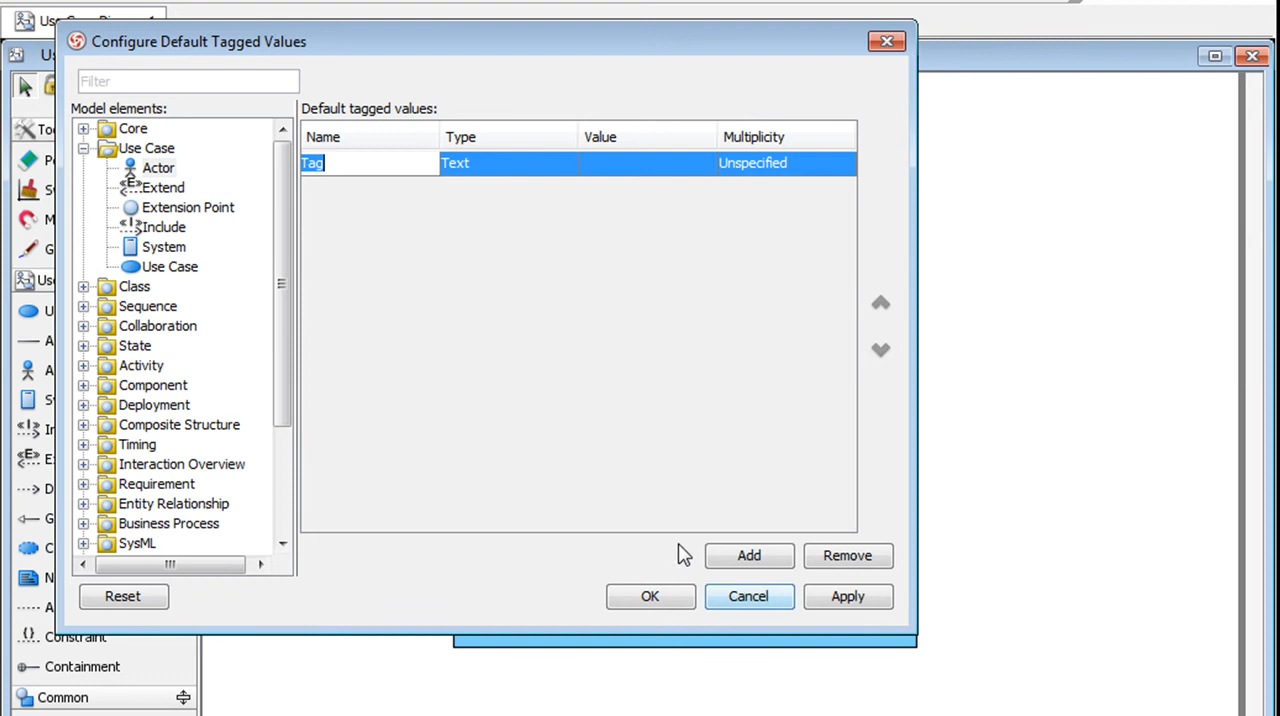 Configure Default Tagged Values
Filter
Model elements:
Default tagged values:
Core
Use Case
Actor
Extend
Extension Point
Include
System
Use Case
Class
Sequence
Collaboration
State
Activity
Component
Deployment
Composite Structure
Timing
Interaction Overview
Requirement
Entity Relationship
Business Process
SysML
Name Type Value Multiplicity
Tag Text Unspecified
Add Remove
Reset OK Cancel Apply
Constraint
Containment
Common